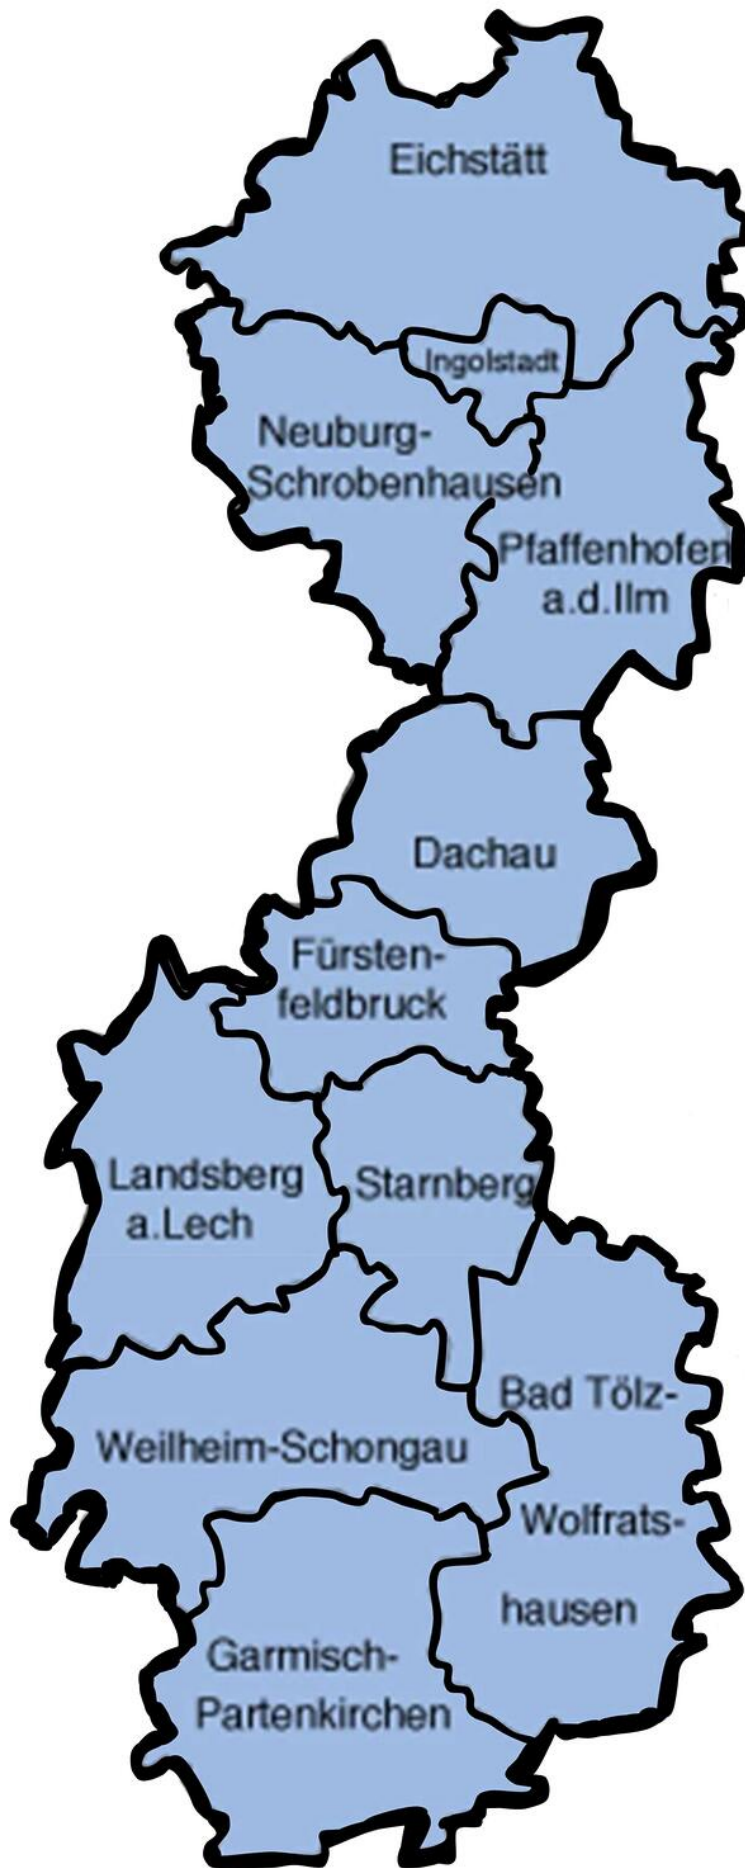 Eichstätt
Ingolstadt
Neuburg-
Schrobenhausen
Pfaffenhofen
a.d.Ilm
Dachau
Fürsten-
feldbruck
Landsberg
a.Lech
Starnberg
Bad Tölz-
Weilheim-Schongau
Wolfrats-
hausen
Garmisch-
Partenkirchen